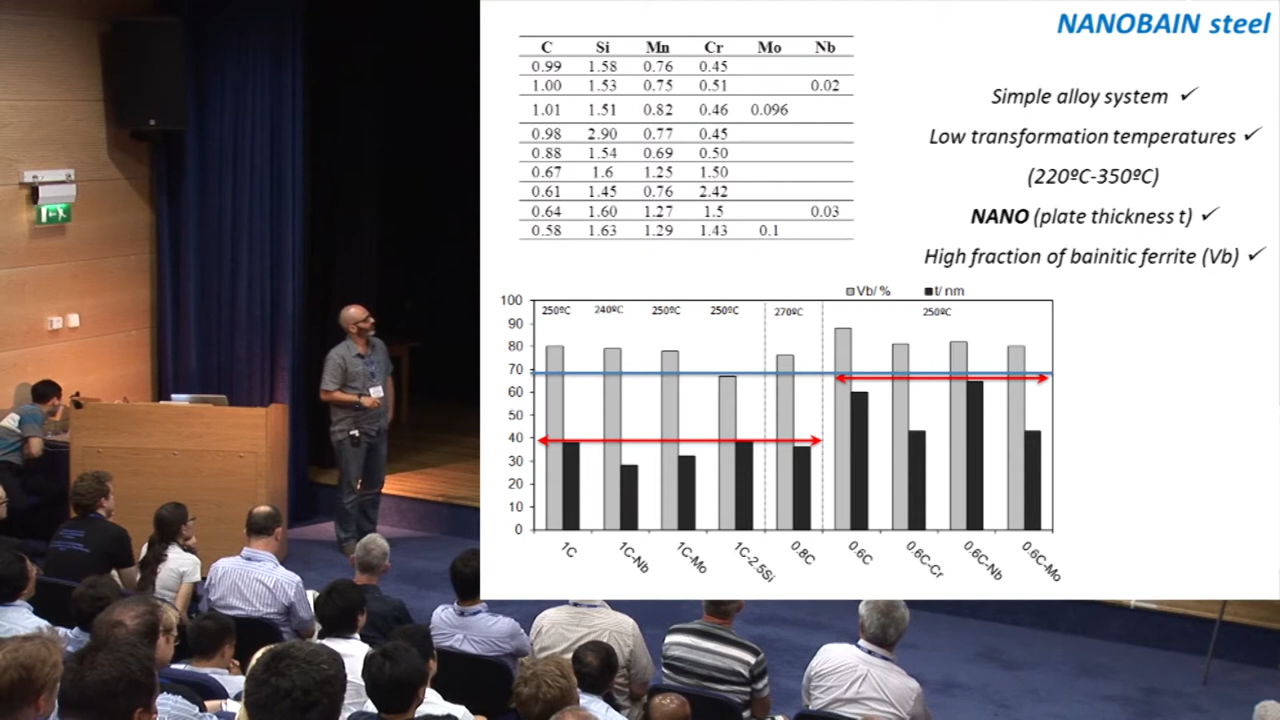 NANOBAIN steel
C Si Mn Cr Mo Nb
0.99 1.58 0.76 0.45
1.00 1.53 0.75 0.51 0.02
1.01 1.51 0.82 0.46 0.096
0.98 2.90 0.77 0.45
0.88 1.54 0.69 0.50
0.67 1.6 1.25 1.50
0.61 1.45 0.76 2.42
0.64 1.60 1.27 1.5 0.03
0.58 1.63 1.29 1.43 0.1
Simple alloy system ✓
Low transformation temperatures ✓
(220ºC-350ºC)
NANO (plate thickness t) ✓
High fraction of bainitic ferrite (Vb) ✓
Vb/ % t/ nm
250ºC 240ºC 250ºC 250ºC 270ºC 250ºC
100
90
80
70
60
50
40
30
20
10
0
1C 1C-Nb 1C-Mo 1C-2.5Si 0.8C 0.6C 0.6C-Cr 0.6C-Nb 0.6C-Mo